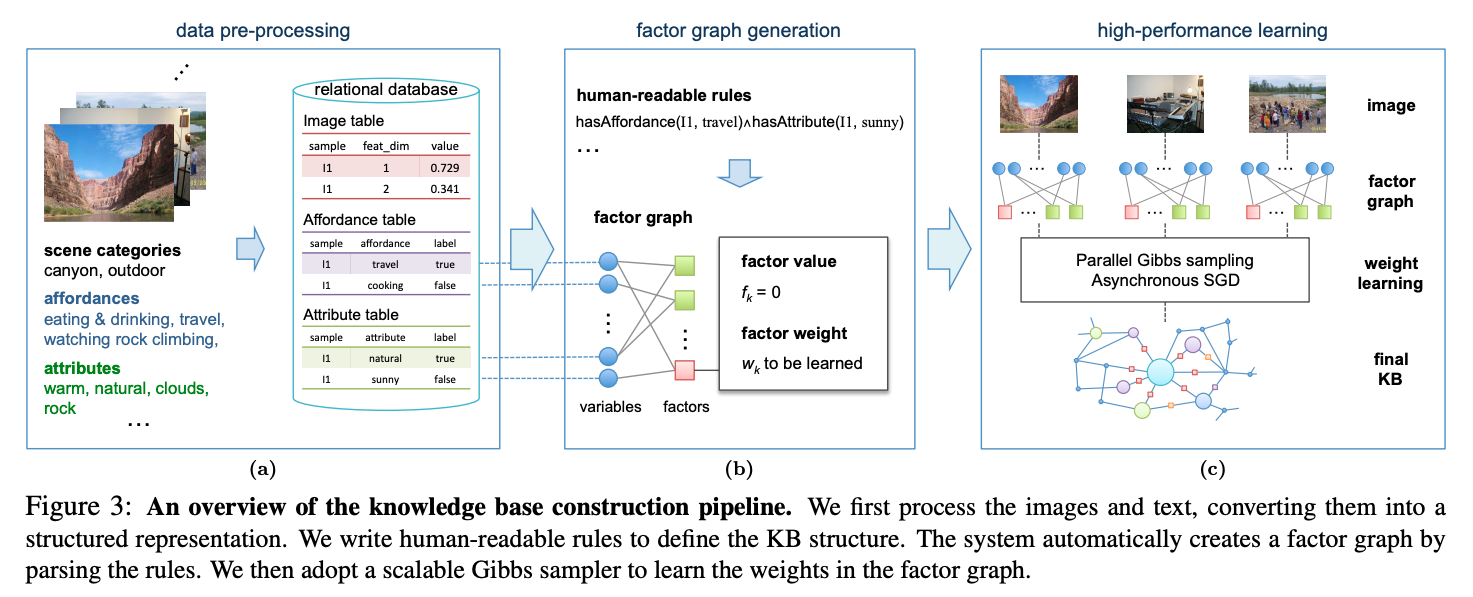 data pre-processing
relational database
Image table
sample feat_dim value
I1 1 0.729
I1 2 0.341
Affordance table
sample affordance label
I1 travel true
I1 cooking false
Attribute table
sample attribute label
I1 natural true
I1 sunny false
scene categories
canyon, outdoor
affordances
eating & drinking, travel,
watching rock climbing,
attributes
warm, natural, clouds,
rock
...
(a)
factor graph generation
human-readable rules
hasAffordance(I1, travel)∧hasAttribute(I1, sunny)
...
factor graph
variables factors
factor value
fₖ = 0
factor weight
wₖ to be learned
(b)
high-performance learning
image
factor
graph
Parallel Gibbs sampling
Asynchronous SGD
weight
learning
final
KB
(c)
Figure 3: An overview of the knowledge base construction pipeline. We first process the images and text, converting them into a
structured representation. We write human-readable rules to define the KB structure. The system automatically creates a factor graph by
parsing the rules. We then adopt a scalable Gibbs sampler to learn the weights in the factor graph.